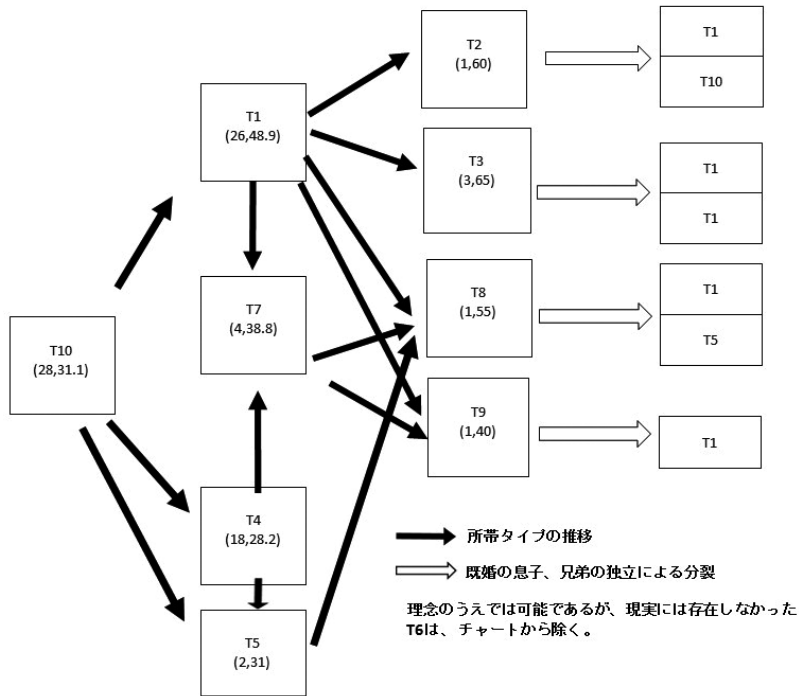 T2
(1,60)
T1
T10
T1
(26,48.9)
T3
(3,65)
T1
T1
T7
(4,38.8)
T8
(1,55)
T1
T5
T10
(28,31.1)
T9
(1,40)
T1
T4
(18,28.2)
T5
(2,31)
所帯タイプの推移
既婚の息子、兄弟の独立による分裂
理念のうえでは可能であるが、現実には存在しなかった
T6は、チャートから除く。